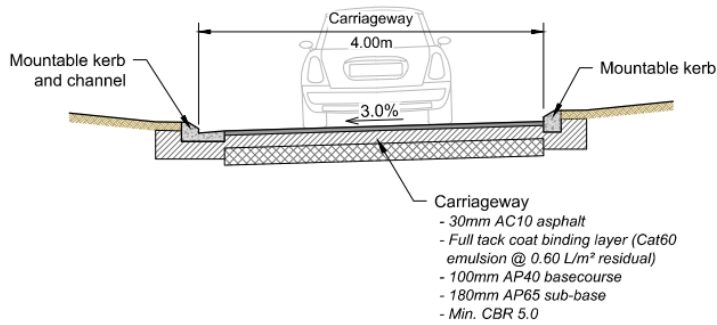 Carriageway
4.00m
Mountable kerb
and channel
Mountable kerb
3.0%
Carriageway
- 30mm AC10 asphalt
- Full tack coat binding layer (Cat60
emulsion @ 0.60 L/m² residual)
- 100mm AP40 basecourse
- 180mm AP65 sub-base
- Min. CBR 5.0